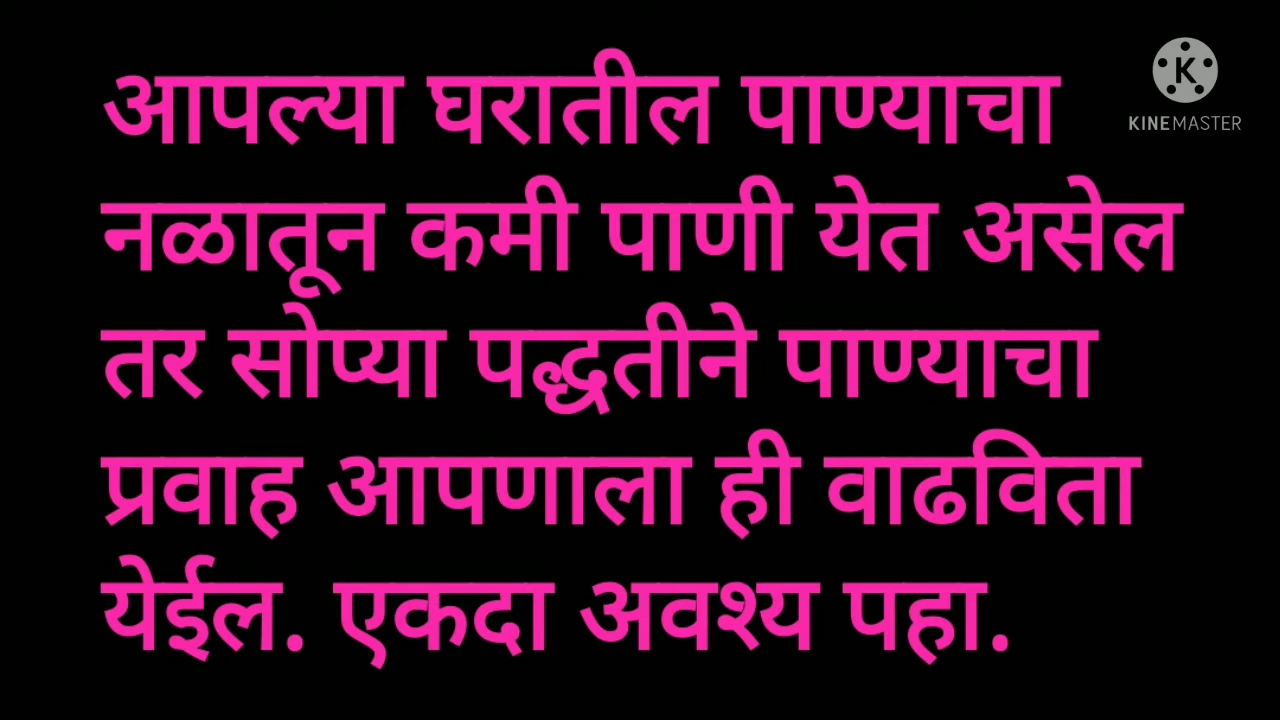 आपल्या घरातील पाण्याचा
नळातून कमी पाणी येत असेल
तर सोप्या पद्धतीने पाण्याचा
प्रवाह आपणाला ही वाढविता
येईल. एकदा अवश्य पहा.
K
KINEMASTER